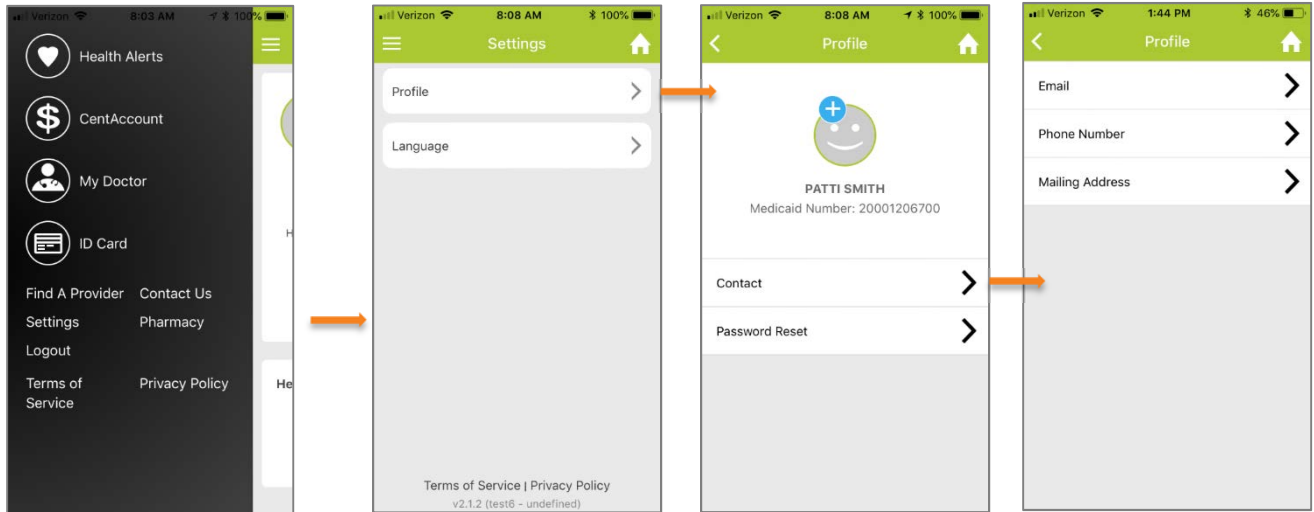 Verizon 8:03 AM 100%
Health Alerts
CentAccount
My Doctor
H
ID Card
Find A Provider Contact Us
Settings Pharmacy
Logout
Terms of Privacy Policy
Service
He
Verizon 8:08 AM 100%
Settings
Profile
Language
Terms of Service | Privacy Policy
v2.1.2 (test6 - undefined)
Verizon 8:08 AM 100%
Profile
PATTI SMITH
Medicaid Number: 20001206700
Contact
Password Reset
Verizon 1:44 PM 46%
Profile
Email
Phone Number
Mailing Address